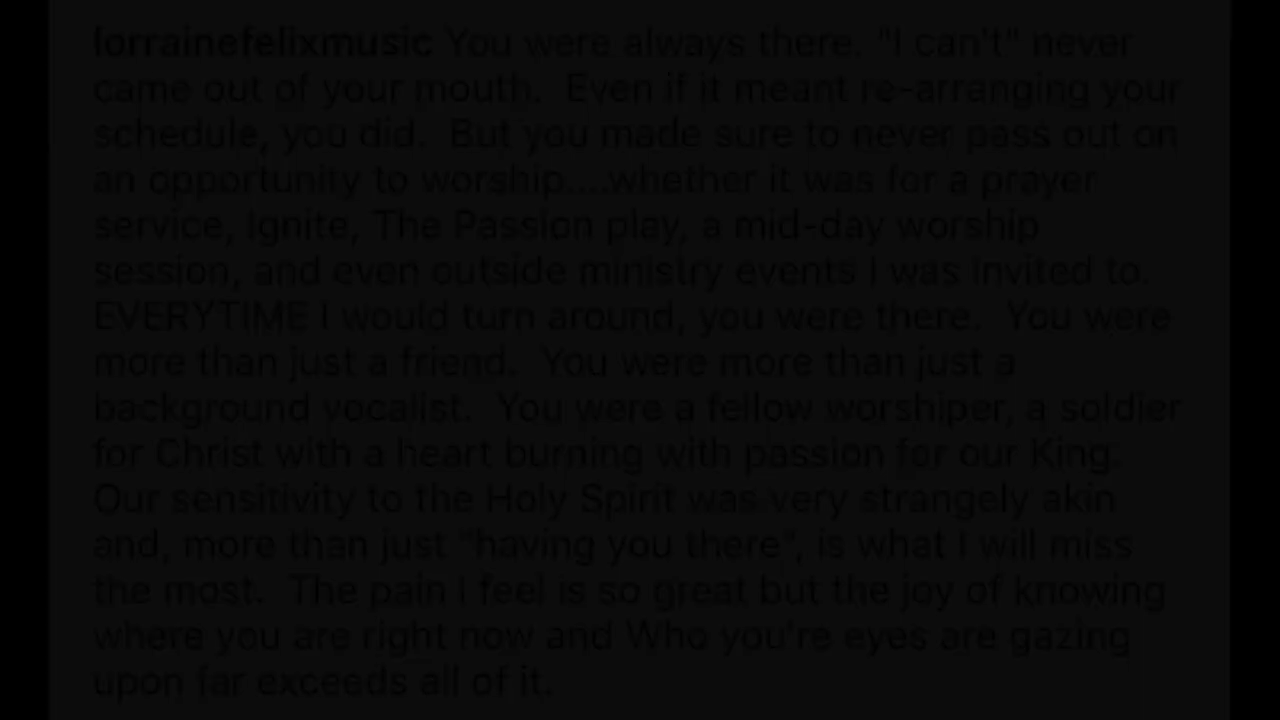 lorrainefelixmusic You were always there. "I can't" never
came out of your mouth.  Even if it meant re-arranging your
schedule, you did.  But you made sure to never pass out on
an opportunity to worship....whether it was for a prayer
service, Ignite, The Passion play, a mid-day worship
session, and even outside ministry events I was invited to.
EVERYTIME I would turn around, you were there.  You were
more than just a friend.  You were more than just a
background vocalist.  You were a fellow worshiper, a soldier
for Christ with a heart burning with passion for our King.
Our sensitivity to the Holy Spirit was very strangely akin
and, more than just "having you there", is what I will miss
the most.  The pain I feel is so great but the joy of knowing
where you are right now and Who you're eyes are gazing
upon far exceeds all of it.